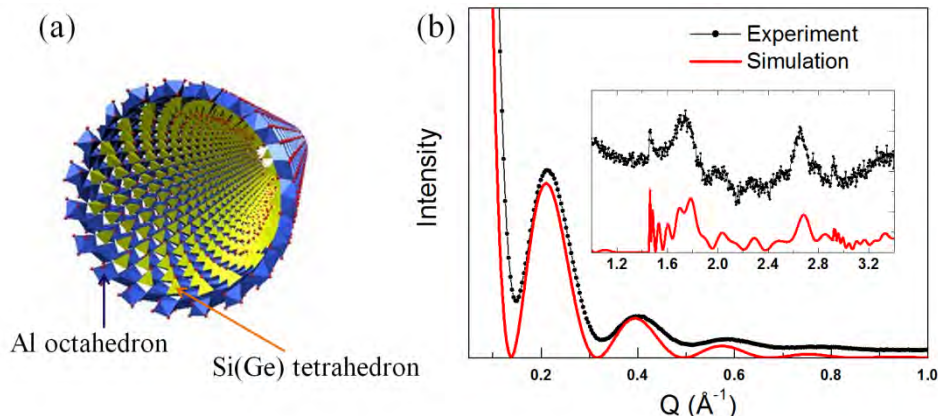 (a)
Al octahedron
Si(Ge) tetrahedron
(b)
Intensity
Experiment
Simulation
1.2 1.6 2.0 2.4 2.8 3.2
0.2 0.4 0.6 0.8 1.0
Q (Å⁻¹)